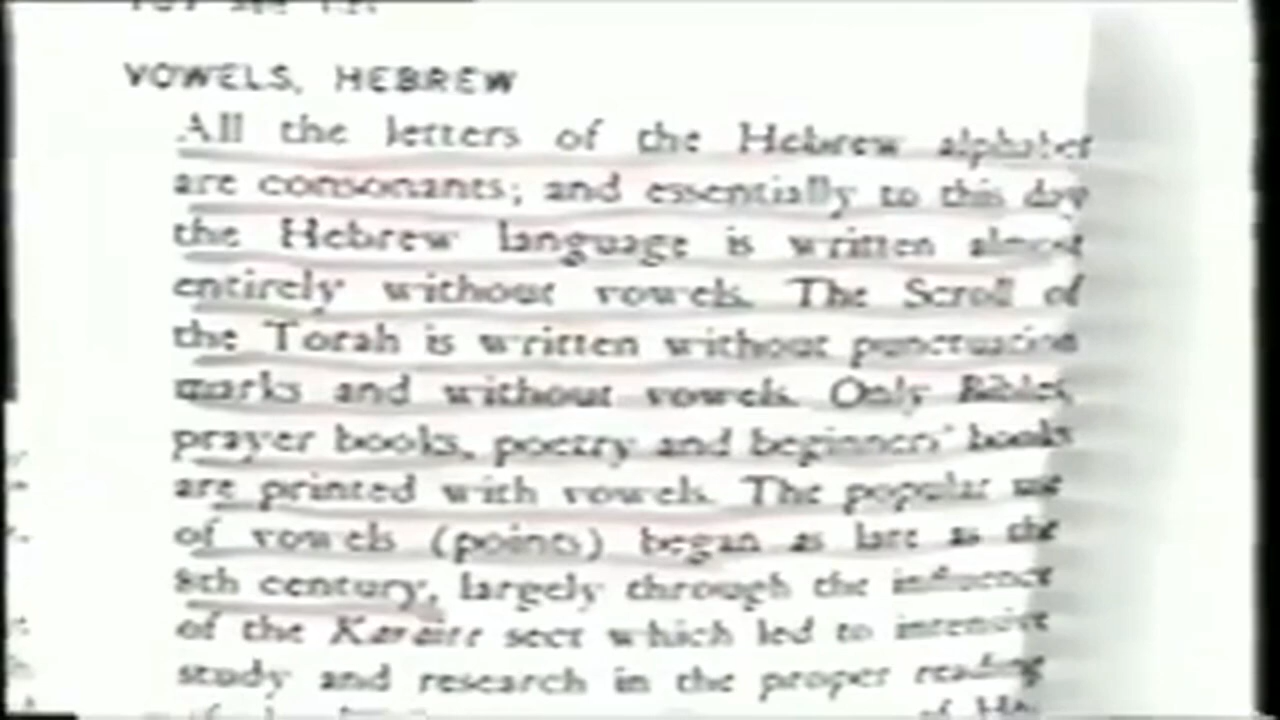 VOWELS, HEBREW
All the letters of the Hebrew alphabet
are consonants; and essentially to this day
the Hebrew language is written almost
entirely without vowels. The Scroll of
the Torah is written without punctuation
marks and without vowels. Only Bibles,
prayer books, poetry and beginners' books
are printed with vowels. The popular use
of vowels (points) began as late as the
8th century, largely through the influence
of the Karaite sect which led to intensive
study and research in the proper reading
of